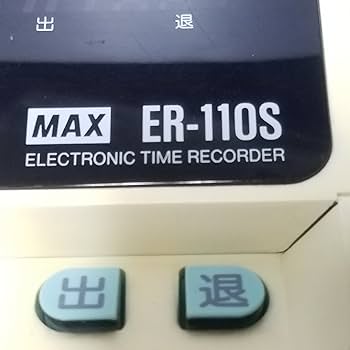 出 退
MAX ER-110S
ELECTRONIC TIME RECORDER
出 退